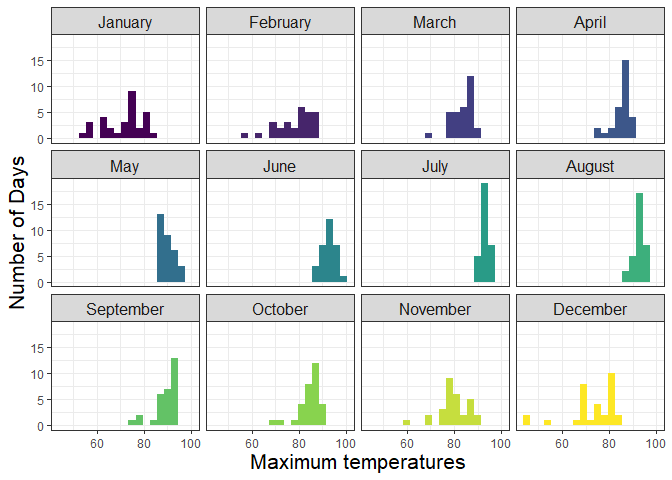 January February March April
15
10
5
0
May June July August
Number of Days
15
10
5
0
September October November December
15
10
5
0
60 80 100 60 80 100 60 80 100 60 80 100
Maximum temperatures